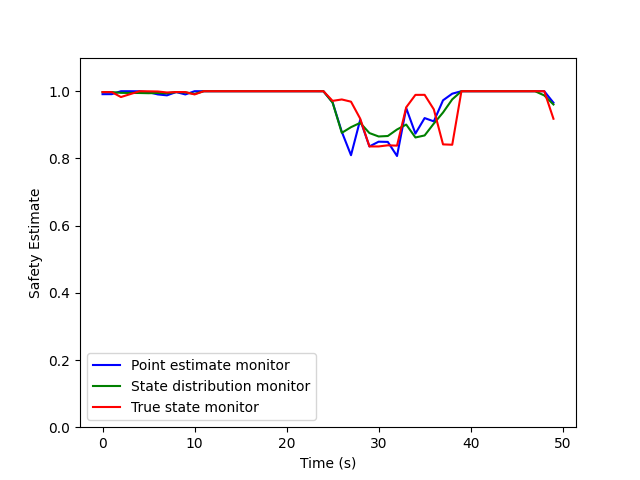 1.0
0.8
0.6
0.4
0.2
0.0
Safety Estimate
Point estimate monitor
State distribution monitor
True state monitor
0 10 20 30 40 50
Time (s)